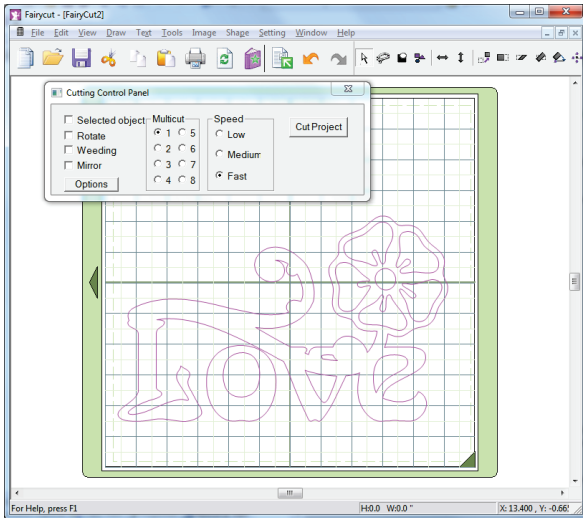 Fairycut - [FairyCut2]
File Edit View Draw Text Tools Image Shape Setting Window Help
Cutting Control Panel
Selected object
Rotate
Weeding
Mirror
Options
Multicut
1 5
2 6
3 7
4 8
Speed
Low
Medium
Fast
Cut Project
Love
For Help, press F1
H:0.0 W:0.0 "
X: 13.400 , Y: -0.66